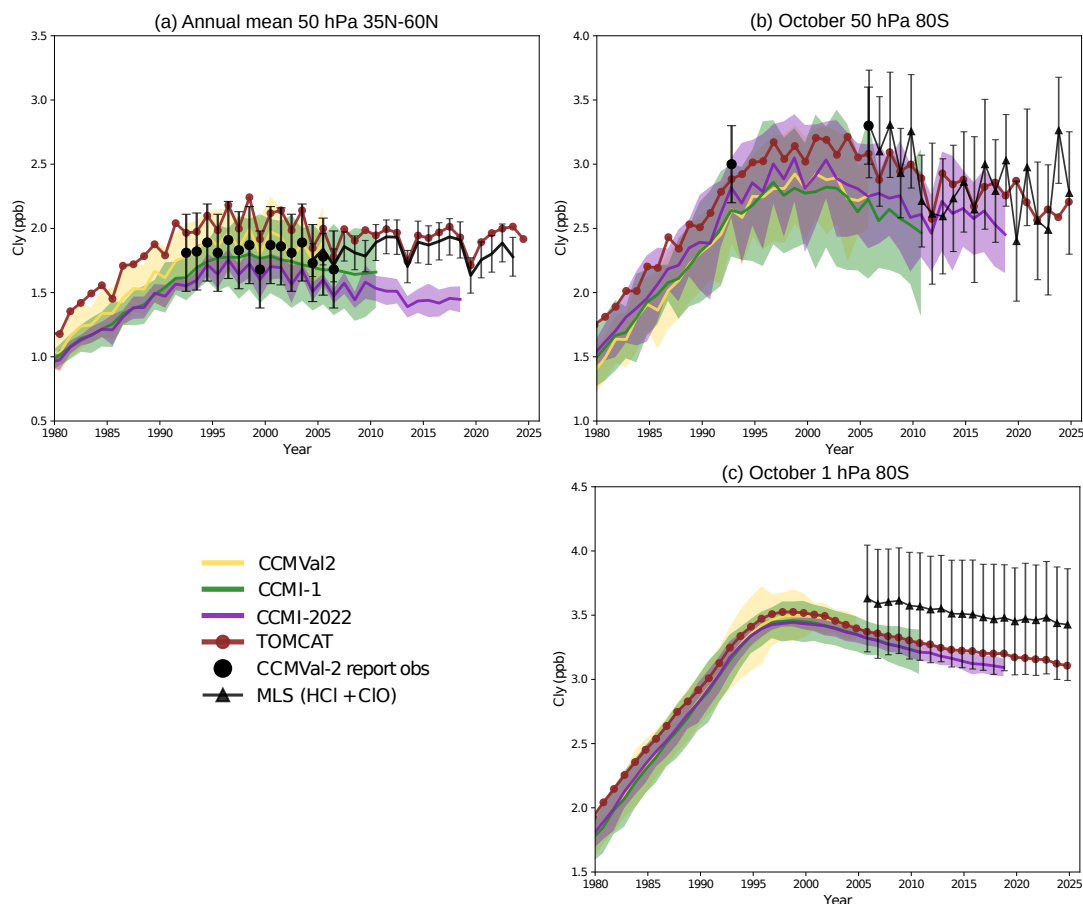 (a) Annual mean 50 hPa 35N-60N
3.5
3.0
2.5
2.0
1.5
1.0
0.5
Cly (ppb)
1980 1985 1990 1995 2000 2005 2010 2015 2020 2025
Year
(b) October 50 hPa 80S
4.0
3.5
3.0
2.5
2.0
1.5
1.0
Cly (ppb)
1980 1985 1990 1995 2000 2005 2010 2015 2020 2025
Year
CCMVal2
CCMI-1
CCMI-2022
TOMCAT
CCMVal-2 report obs
MLS (HCl + ClO)
(c) October 1 hPa 80S
4.5
4.0
3.5
3.0
2.5
2.0
1.5
Cly (ppb)
1980 1985 1990 1995 2000 2005 2010 2015 2020 2025
Year